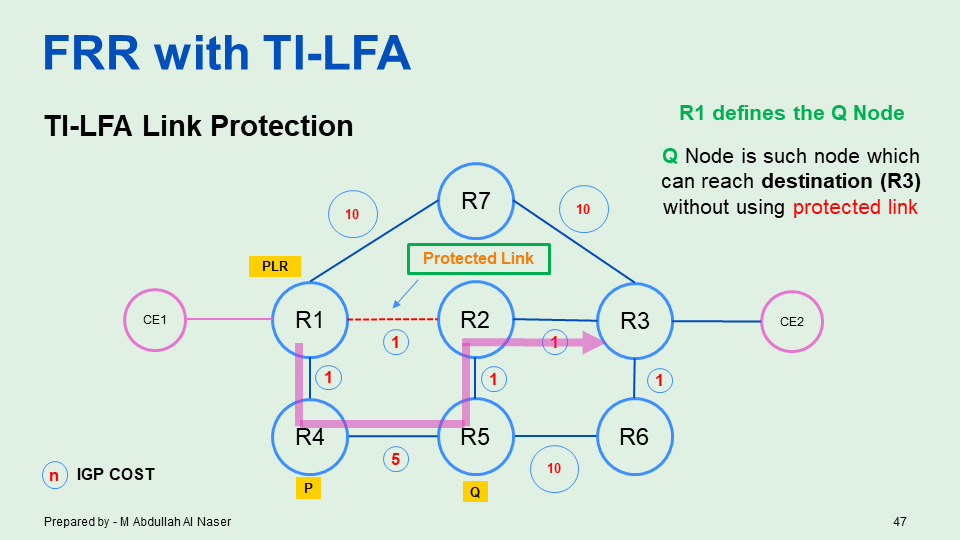 FRR with TI-LFA
TI-LFA Link Protection
R1 defines the Q Node
Q Node is such node which
can reach destination (R3)
without using protected link
R7
10
10
Protected Link
PLR
CE1
R1
R2
R3
CE2
1
1
1
1
1
R4
R5
R6
5
10
P
Q
n IGP COST
Prepared by - M Abdullah Al Naser
47